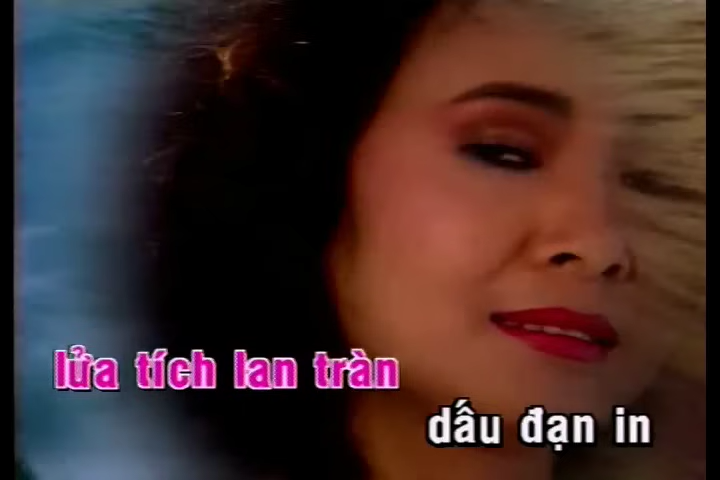 lửa tích lan tràn
dấu đạn in